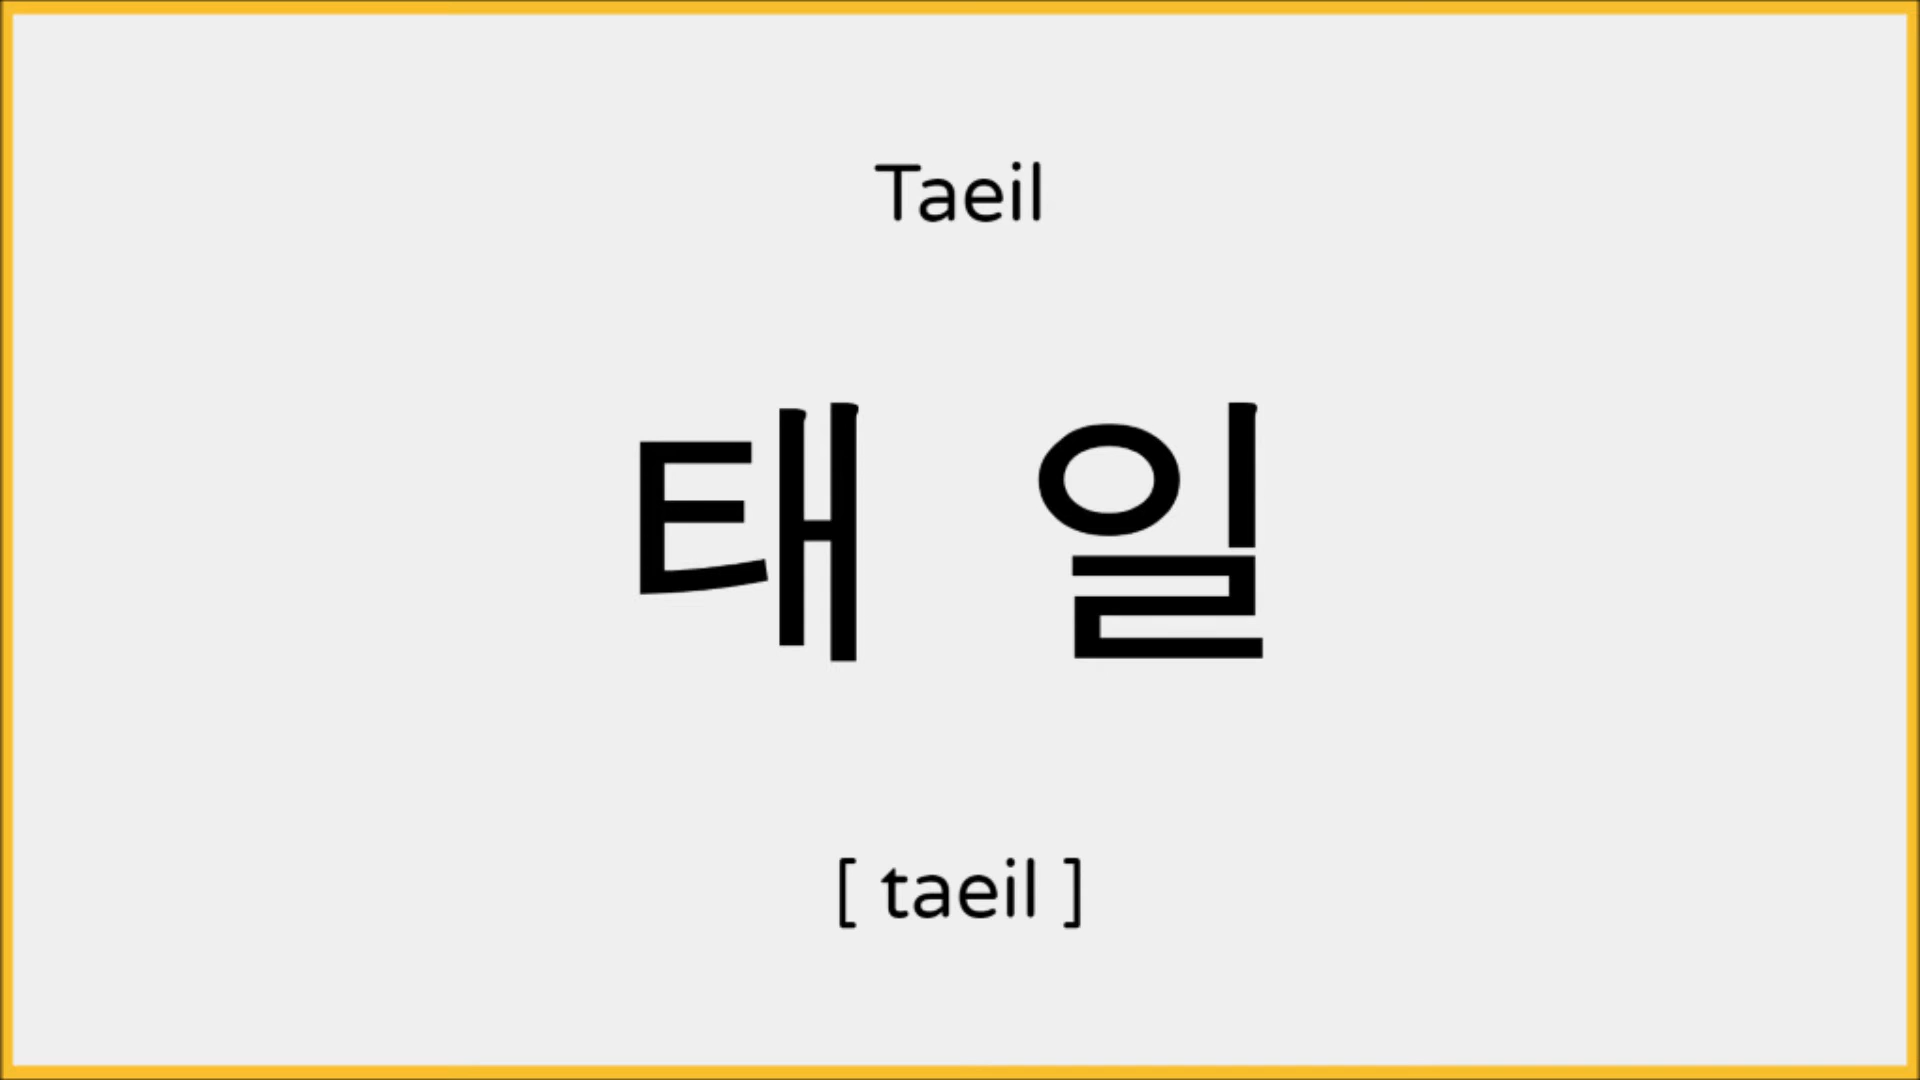 Taeil
태 일
[ taeil ]